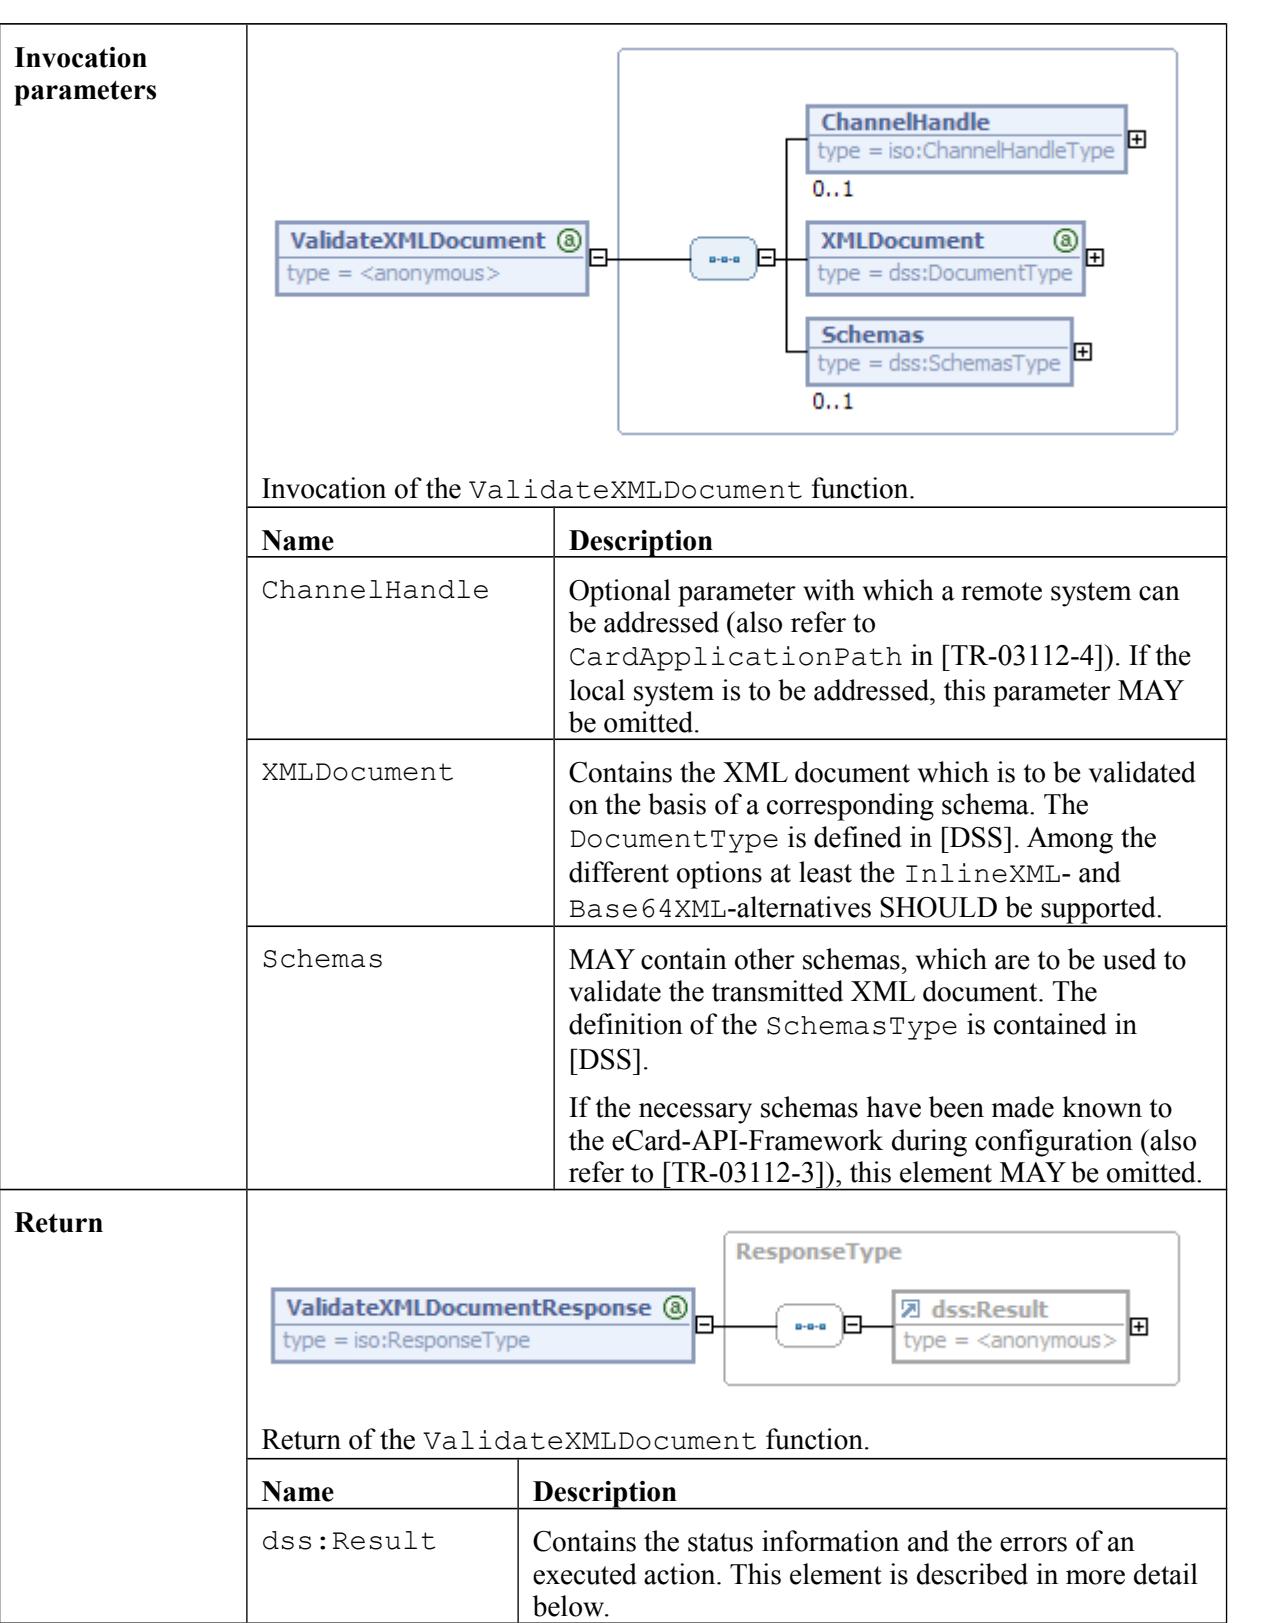 Invocation
parameters
ChannelHandle
type = iso:ChannelHandleType
0..1
ValidateXMLDocument
type = <anonymous>
XMLDocument
type = dss:DocumentType
Schemas
type = dss:SchemasType
0..1
Invocation of the ValidateXMLDocument function.
Name Description
ChannelHandle Optional parameter with which a remote system can
be addressed (also refer to
CardApplicationPath in [TR-03112-4]). If the
local system is to be addressed, this parameter MAY
be omitted.
XMLDocument Contains the XML document which is to be validated
on the basis of a corresponding schema. The
DocumentType is defined in [DSS]. Among the
different options at least the InlineXML- and
Base64XML-alternatives SHOULD be supported.
Schemas MAY contain other schemas, which are to be used to
validate the transmitted XML document. The
definition of the SchemasType is contained in
[DSS].
If the necessary schemas have been made known to
the eCard-API-Framework during configuration (also
refer to [TR-03112-3]), this element MAY be omitted.
Return
ResponseType
ValidateXMLDocumentResponse
type = iso:ResponseType
dss:Result
type = <anonymous>
Return of the ValidateXMLDocument function.
Name Description
dss:Result Contains the status information and the errors of an
executed action. This element is described in more detail
below.